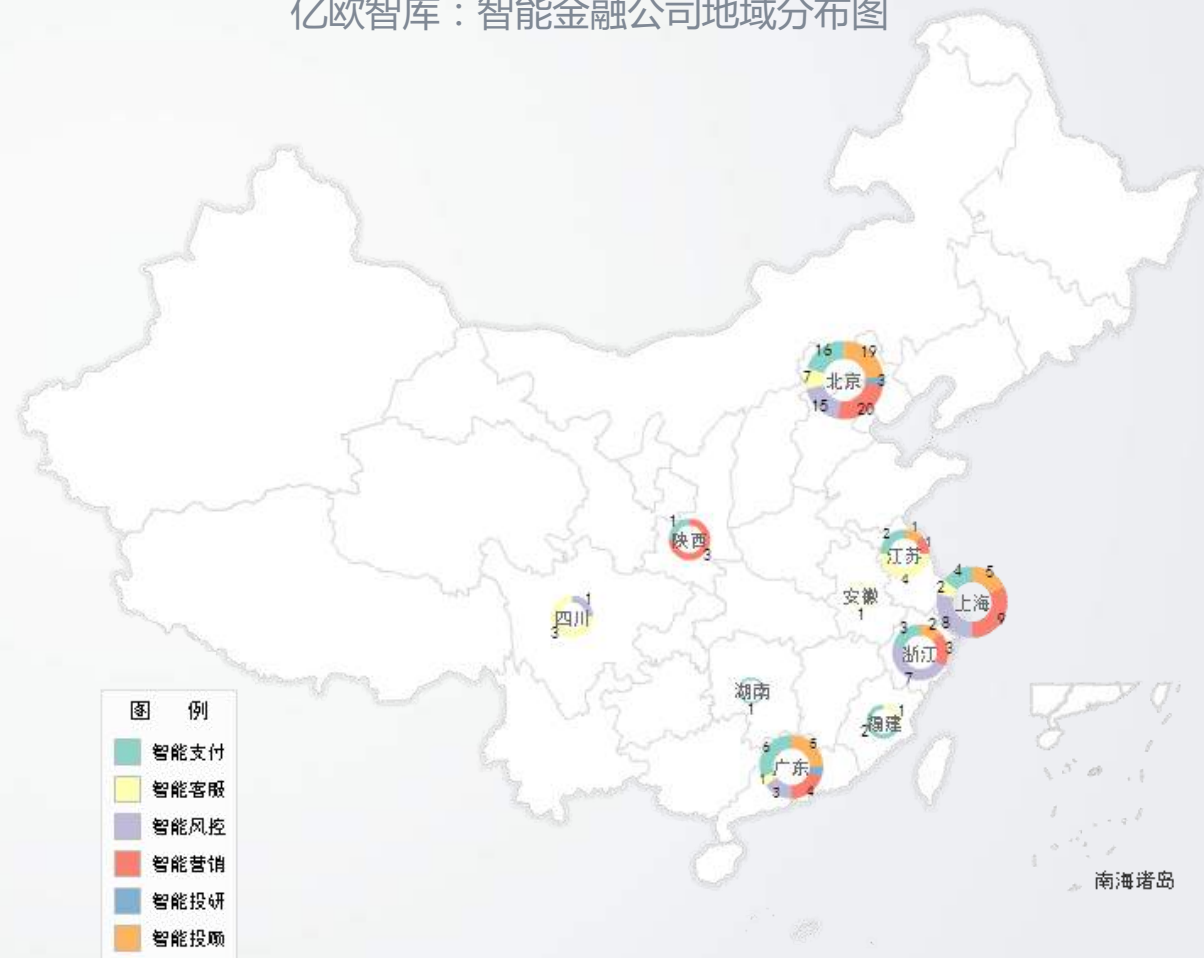 亿欧智库：智能金融公司地域分布图
16
19
7
北京
3
15
20
1
陕西
3
2
1
1
江苏
4
安徽
1
4
5
2
上海
8
9
1
四川
3
3
2
浙江
3
7
湖南
1
1
福建
2
6
5
广东
1
3
4
南海诸岛
图 例
智能支付
智能客服
智能风控
智能营销
智能投研
智能投顾